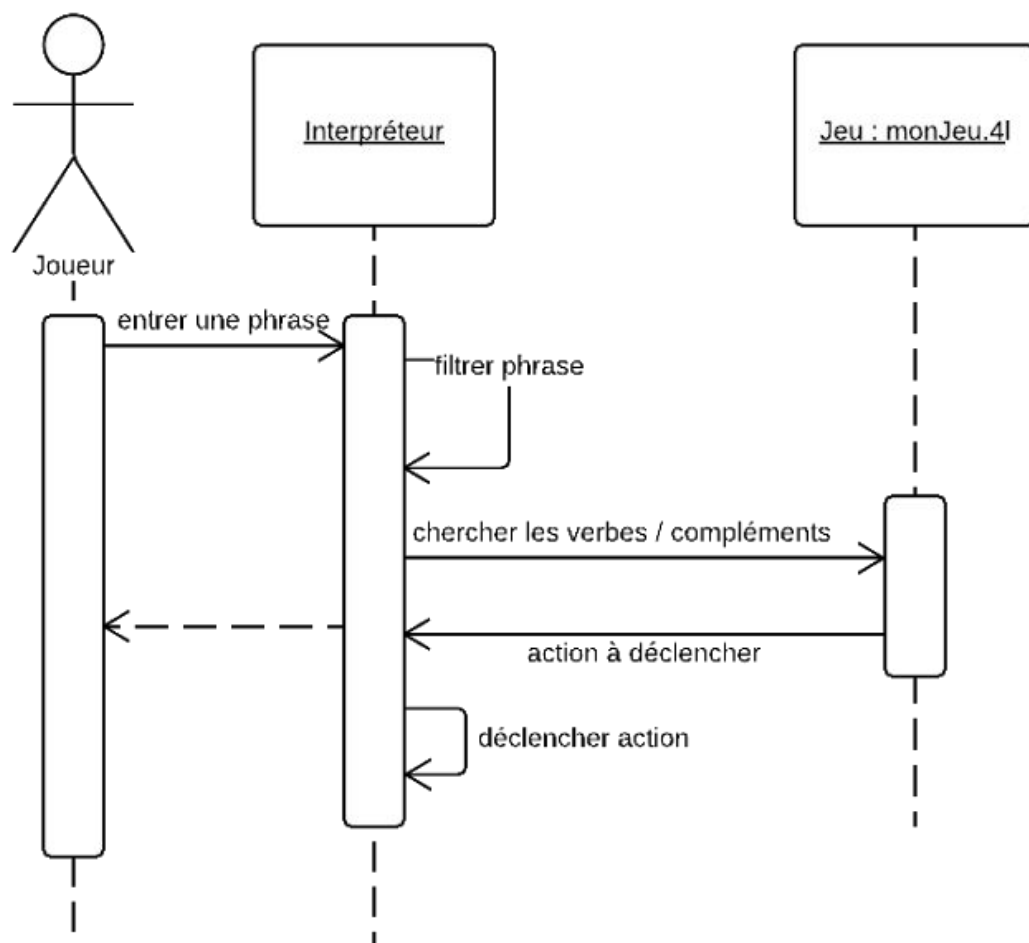 Interpréteur
Jeu : monJeu.4l
Joueur
entrer une phrase
filtrer phrase
chercher les verbes / compléments
action à déclencher
déclencher action